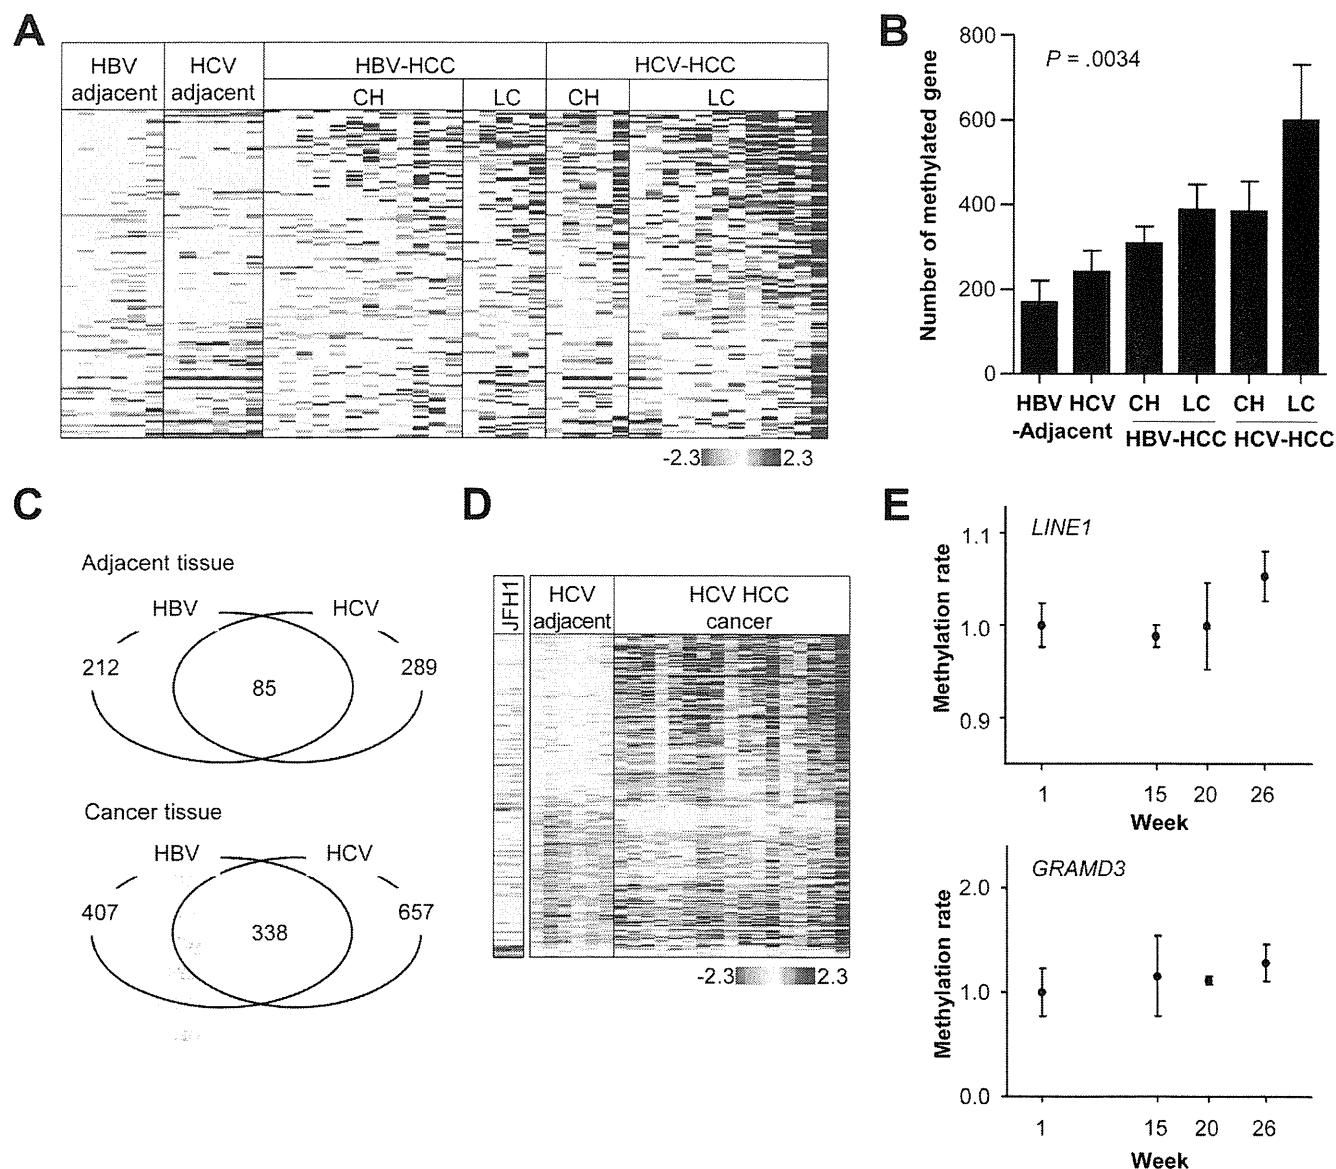 A
HBV adjacent
HCV adjacent
HBV-HCC
HCV-HCC
CH
LC
CH
LC
-2.3
2.3
B
P = .0034
Number of methylated gene
800
600
400
200
0
HBV HCV CH LC CH LC
-Adjacent HBV-HCC HCV-HCC
C
Adjacent tissue
HBV
HCV
212
85
289
Cancer tissue
HBV
HCV
407
338
657
D
JFH1
HCV adjacent
HCV HCC cancer
-2.3
2.3
E
LINE1
Methylation rate
1.1
1.0
0.9
1 15 20 26
Week
GRAMD3
Methylation rate
2.0
1.0
0.0
1 15 20 26
Week